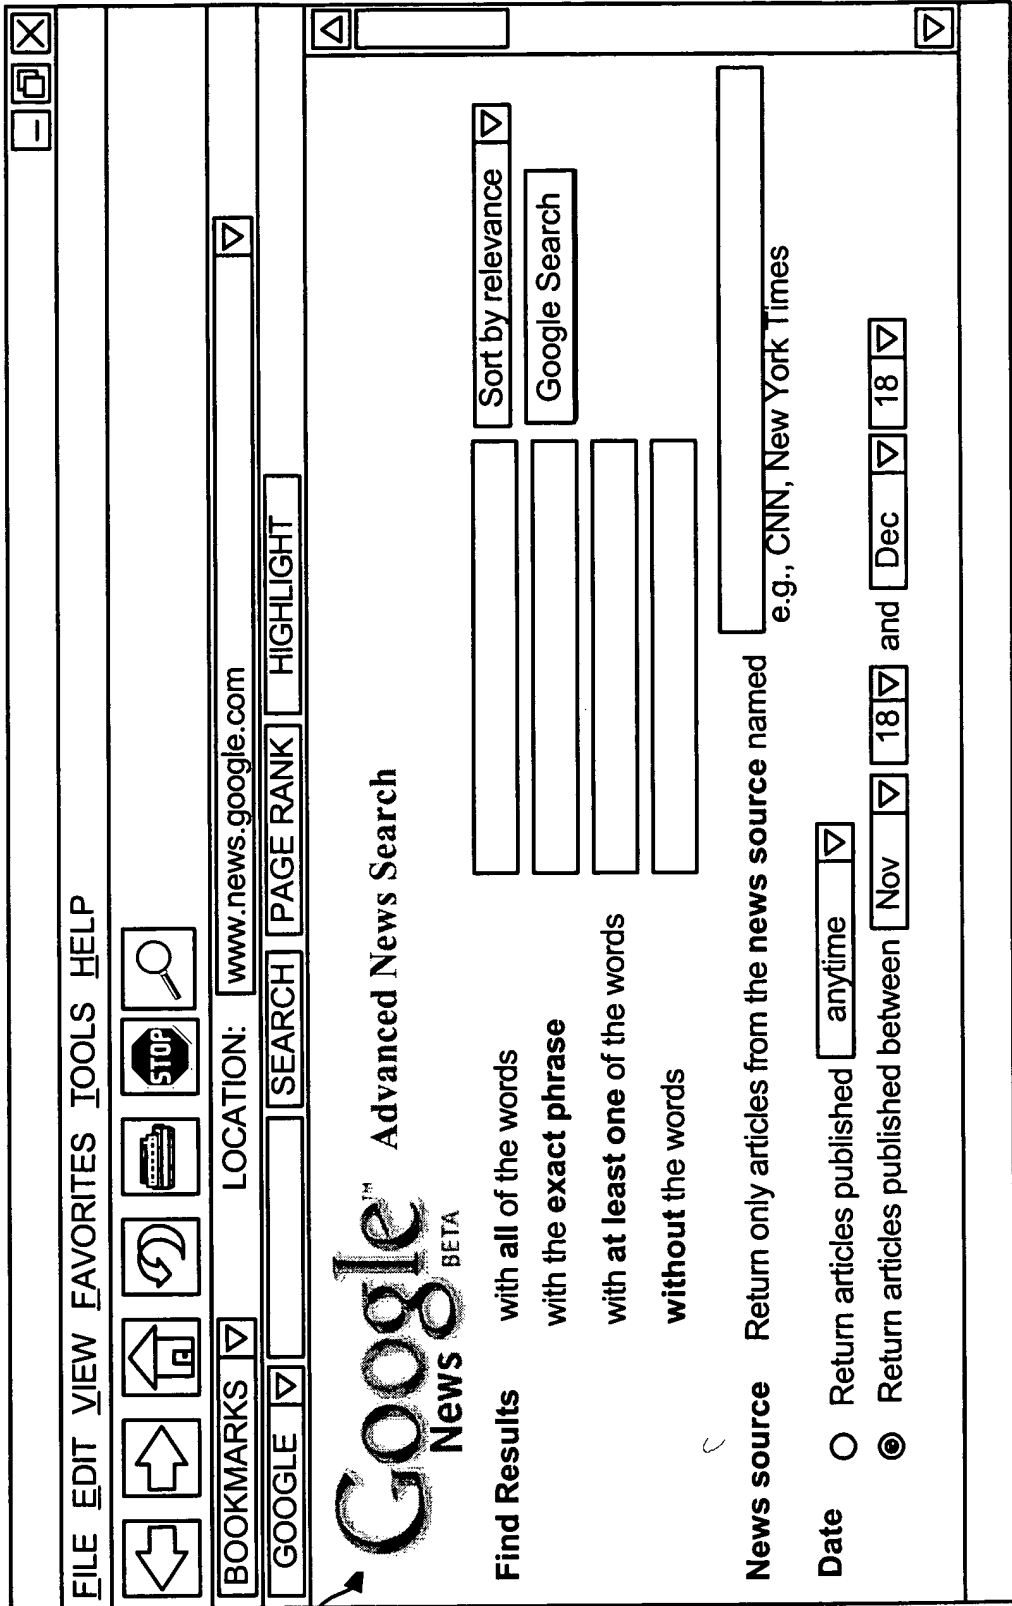 FILE EDIT VIEW FAVORITES TOOLS HELP
STOP
BOOKMARKS LOCATION: www.news.google.com
GOOGLE SEARCH PAGE RANK HIGHLIGHT
Google™ Advanced News Search
News BETA
Find Results with all of the words Sort by relevance
with the exact phrase Google Search
with at least one of the words
without the words
News source Return only articles from the news source named
e.g., CNN, New York Times
Date Return articles published anytime
Return articles published between Nov 18 and Dec 18